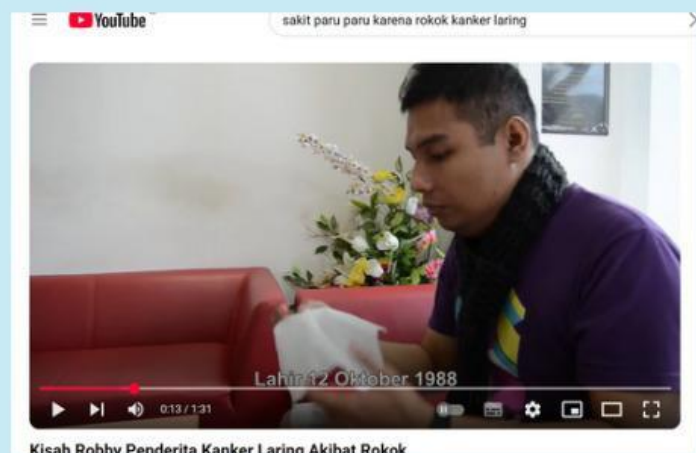 YouTube
sakit paru paru karena rokok kanker laring
Lahir 12 Oktober 1988
0:13 / 1:31
Kisah Robby Penderita Kanker Laring Akibat Rokok